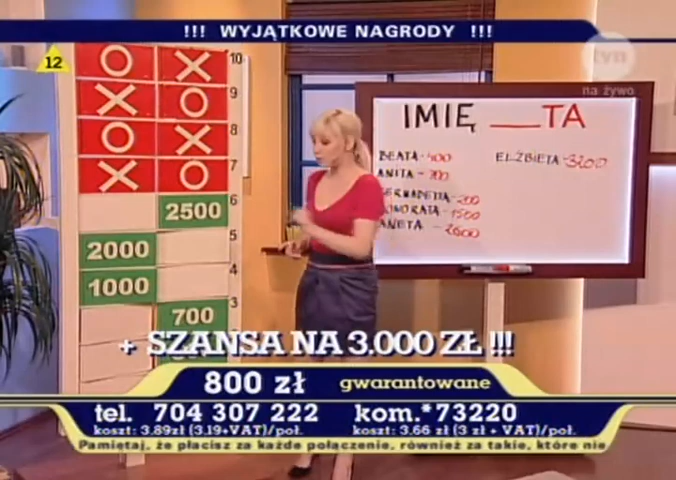 !!! WYJĄTKOWE NAGRODY !!!
tvn
na żywo
12
O X 10
X O 9
O X 8
X O 7
6
2500
2000
5
1000
4
700
3
IMIĘ ___TA
BEATA - 400
ANITA - 700
BERNADETTA - 200
HONORATA - 1500
ANETA - 2600
ELŻBIETA - 3200
+ SZANSA NA 3.000 ZŁ !!!
800 zł gwarantowane
tel. 704 307 222 kom.*73220
koszt: 3.89zł (3.19+VAT)/poł. koszt: 3.66 zł (3 zł + VAT)/poł.
Pamiętaj, że płacisz za każde połączenie, również za takie, które nie